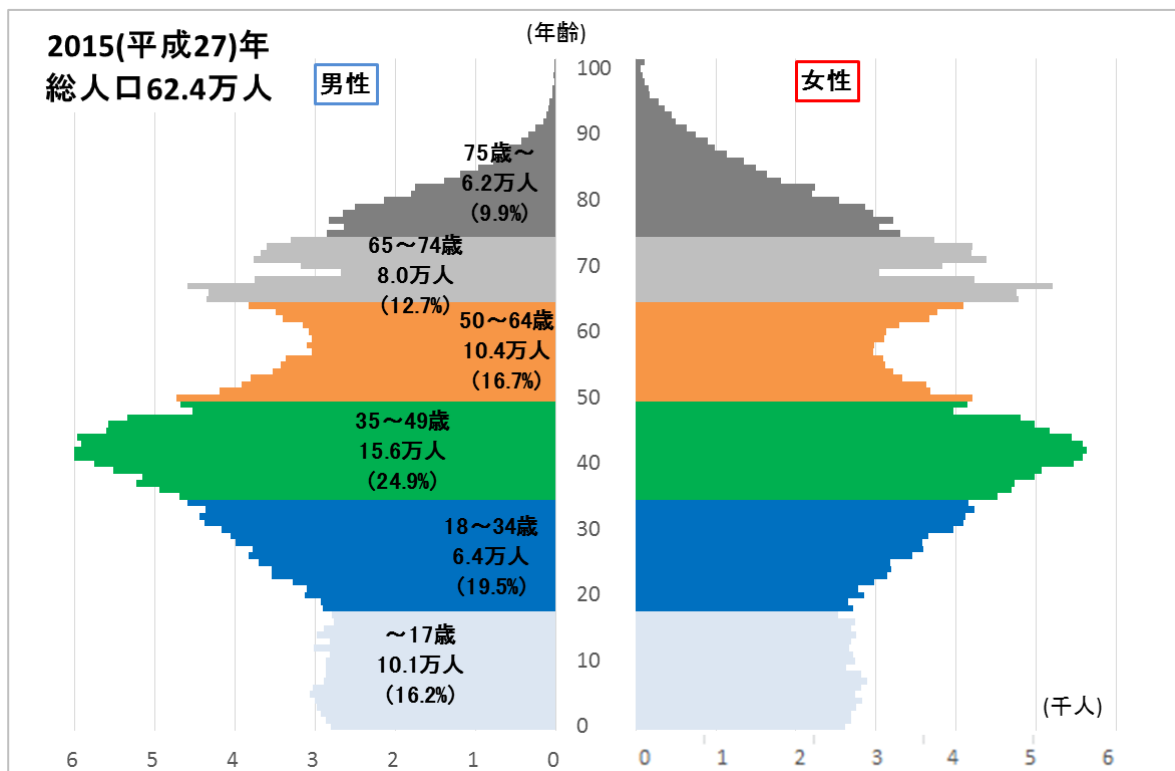 2015(平成27)年
総人口62.4万人
男性
(年齢)
女性
100
90
80
70
60
50
40
30
20
10
0
75歳～
6.2万人
(9.9%)
65～74歳
8.0万人
(12.7%)
50～64歳
10.4万人
(16.7%)
35～49歳
15.6万人
(24.9%)
18～34歳
6.4万人
(19.5%)
～17歳
10.1万人
(16.2%)
(千人)
6 5 4 3 2 1 0
0 1 2 3 4 5 6